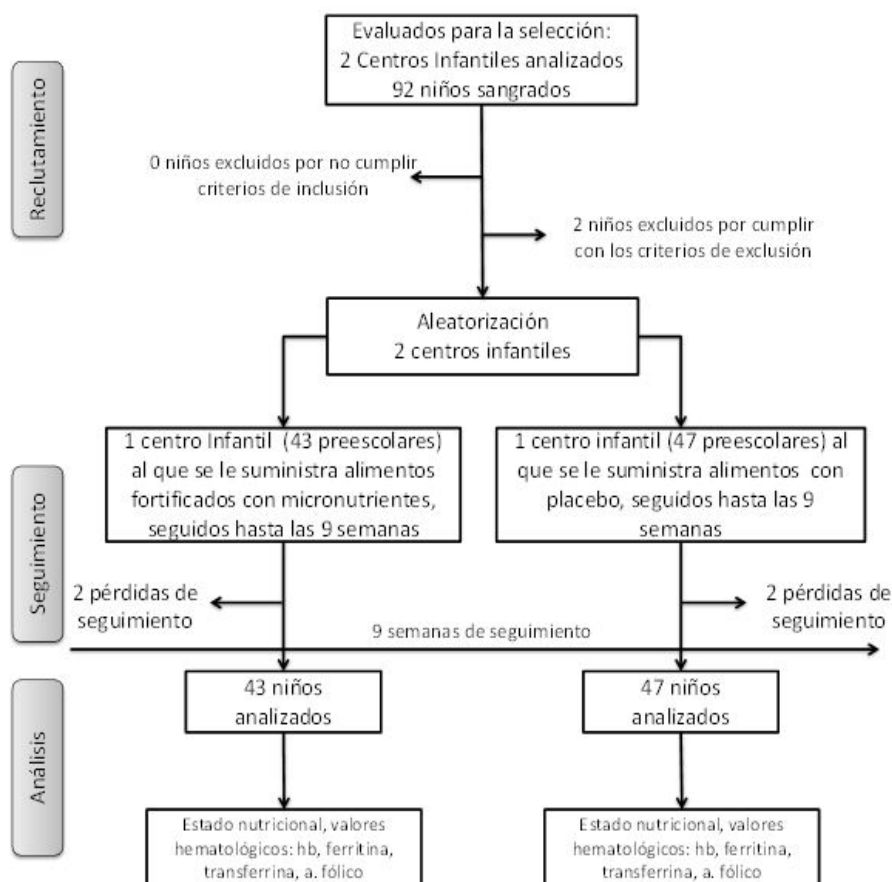 Reclutamiento
Evaluados para la selección:
2 Centros Infantiles analizados
92 niños sangrados
0 niños excluidos por no cumplir
criterios de inclusión
2 niños excluidos por cumplir
con los criterios de exclusión
Aleatorización
2 centros infantiles
Seguimiento
1 centro Infantil (43 preescolares)
al que se le suministra alimentos
fortificados con micronutrientes,
seguidos hasta las 9 semanas
1 centro infantil (47 preescolares) al
que se le suministra alimentos con
placebo, seguidos hasta las 9
semanas
2 pérdidas de
seguimiento
2 pérdidas de
seguimiento
9 semanas de seguimiento
Análisis
43 niños
analizados
47 niños
analizados
Estado nutricional, valores
hematológicos: hb, ferritina,
transferrina, a. fólico
Estado nutricional, valores
hematológicos: hb, ferritina,
transferrina, a. fólico